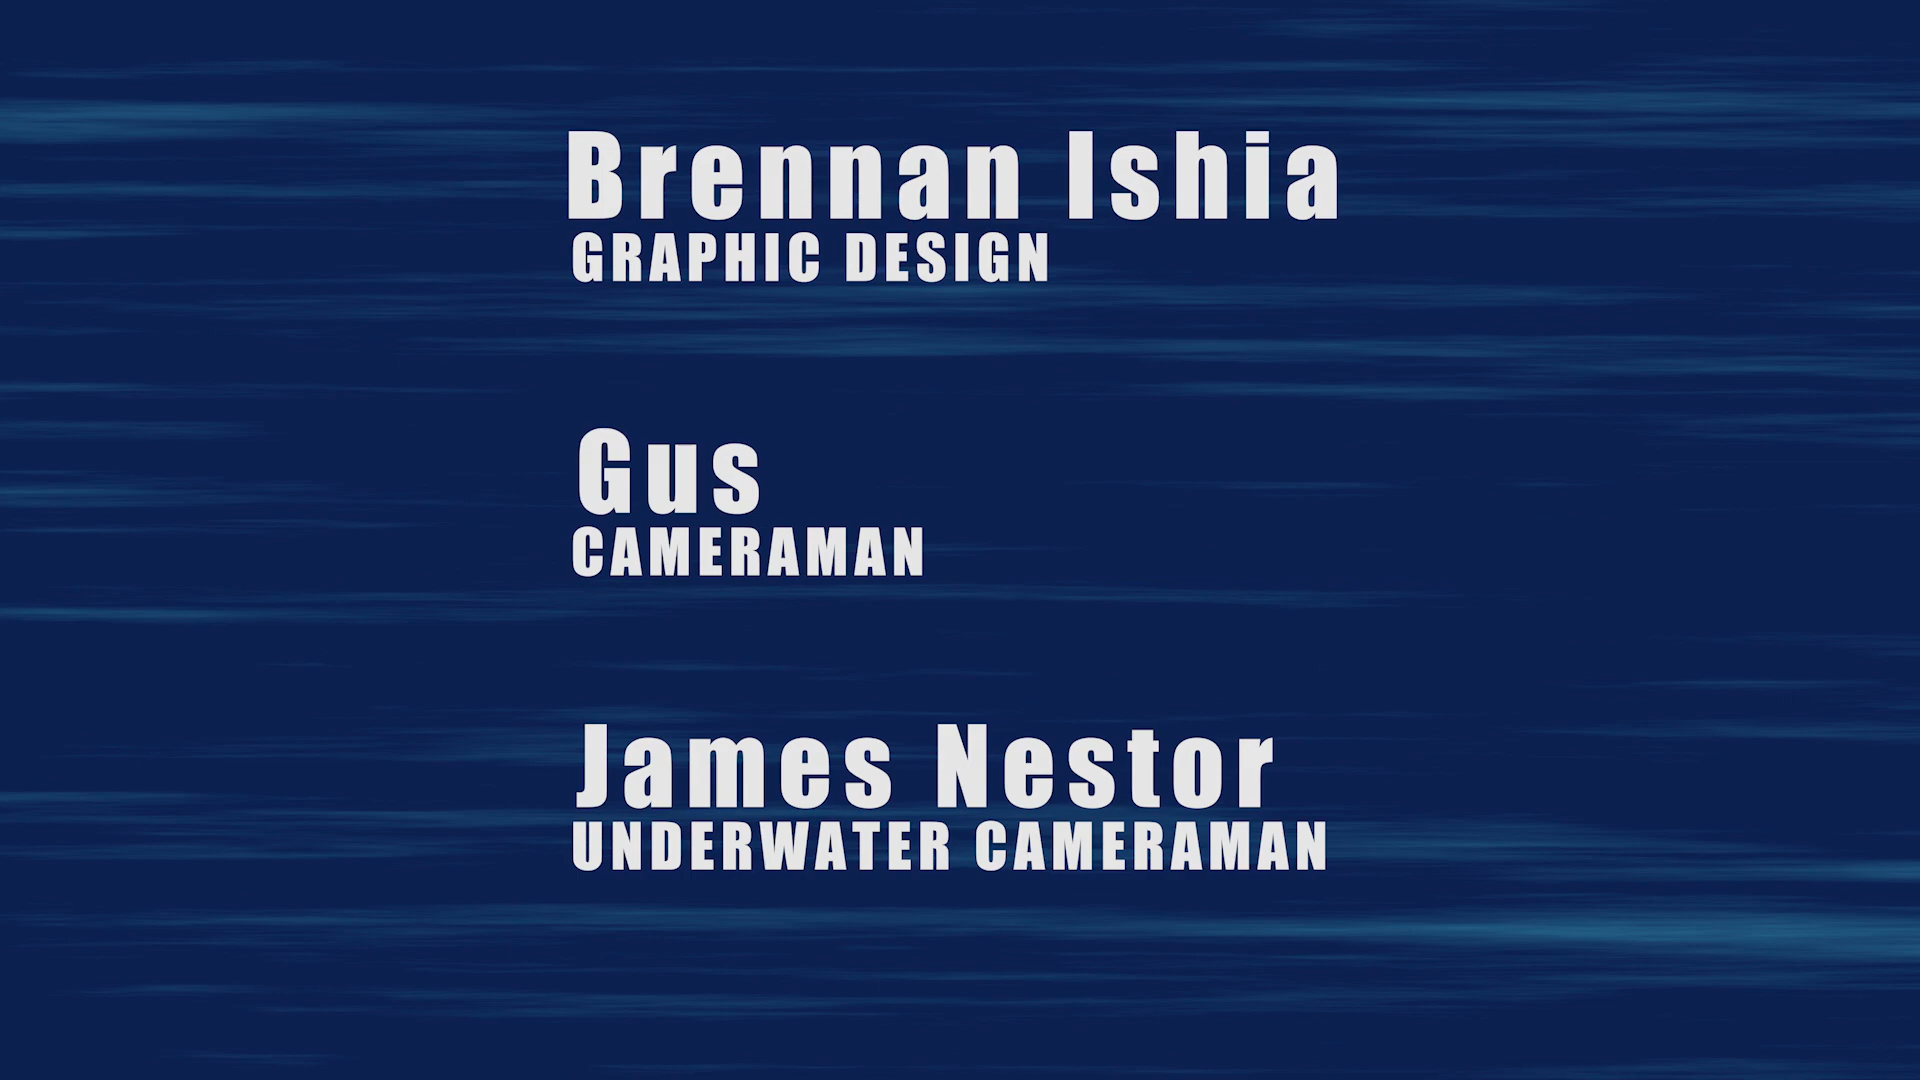 Brennan Ishia
GRAPHIC DESIGN
Gus
CAMERAMAN
James Nestor
UNDERWATER CAMERAMAN